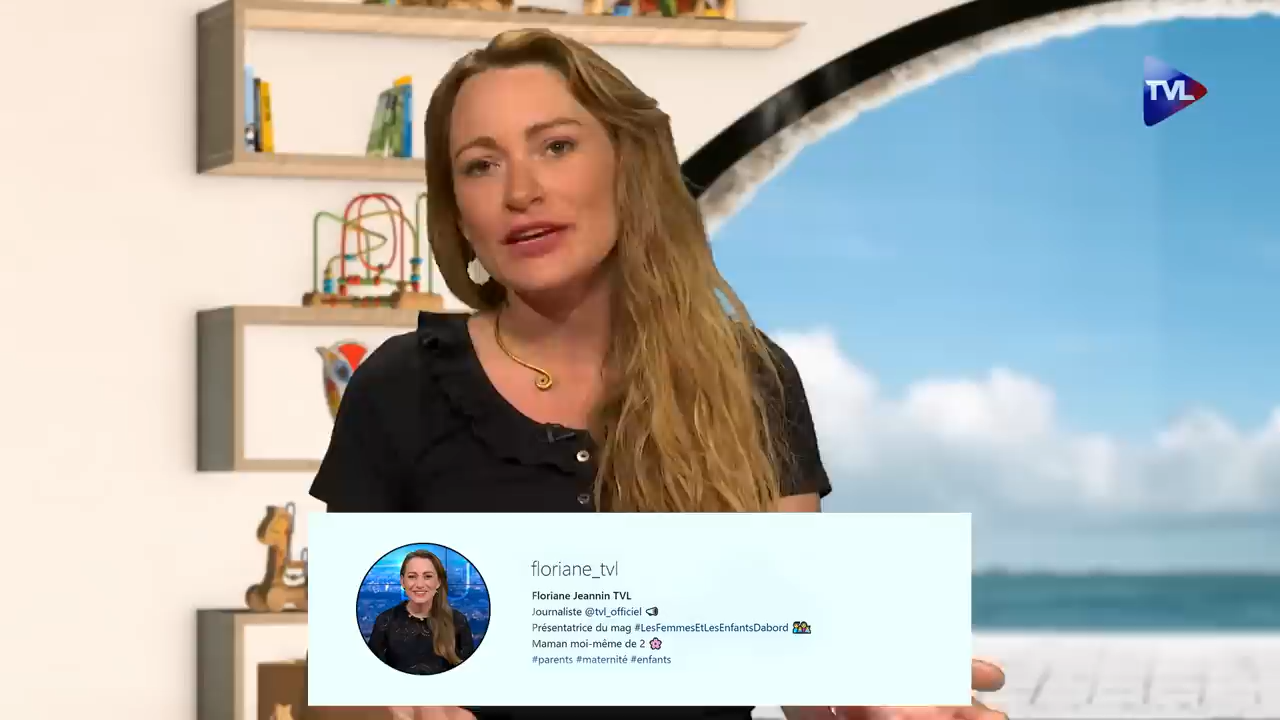 TVL
floriane_tvl
Floriane Jeannin TVL
Journaliste @tvl_officiel
Présentatrice du mag #LesFemmesEtLesEnfantsDabord
Maman moi-même de 2
#parents #maternité #enfants